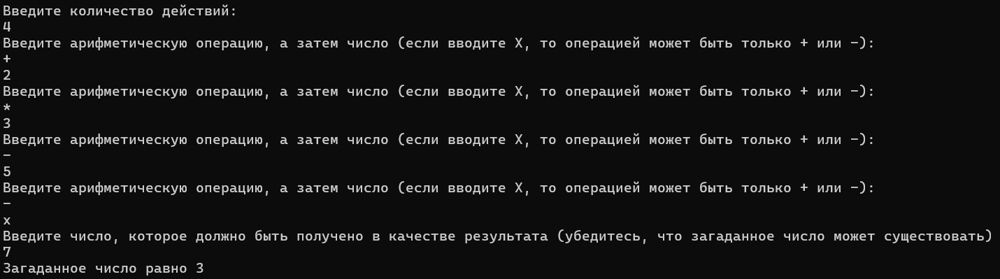 Введите количество действий:
4
Введите арифметическую операцию, а затем число (если вводите X, то операцией может быть только + или -):
+
2
Введите арифметическую операцию, а затем число (если вводите X, то операцией может быть только + или -):
*
3
Введите арифметическую операцию, а затем число (если вводите X, то операцией может быть только + или -):
-
5
Введите арифметическую операцию, а затем число (если вводите X, то операцией может быть только + или -):
-
x
Введите число, которое должно быть получено в качестве результата (убедитесь, что загаданное число может существовать)
7
Загаданное число равно 3